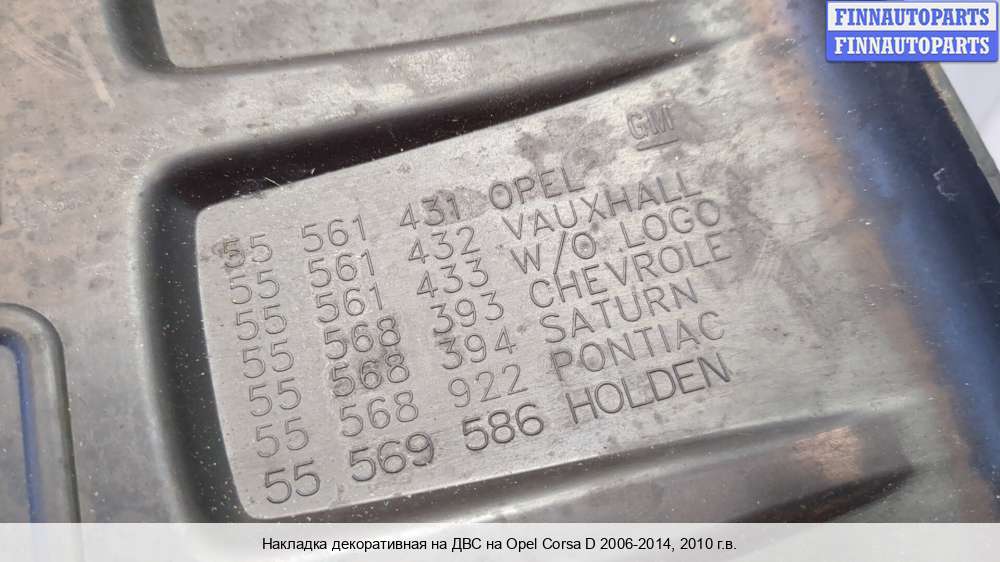 FINNAUTOPARTS
FINNAUTOPARTS
GM
55 561 431 OPEL
55 561 432 VAUXHALL
55 561 433 W/O LOGO
55 568 393 CHEVROLE
55 568 394 SATURN
55 568 922 PONTIAC
55 569 586 HOLDEN
Накладка декоративная на ДВС на Opel Corsa D 2006-2014, 2010 г.в.